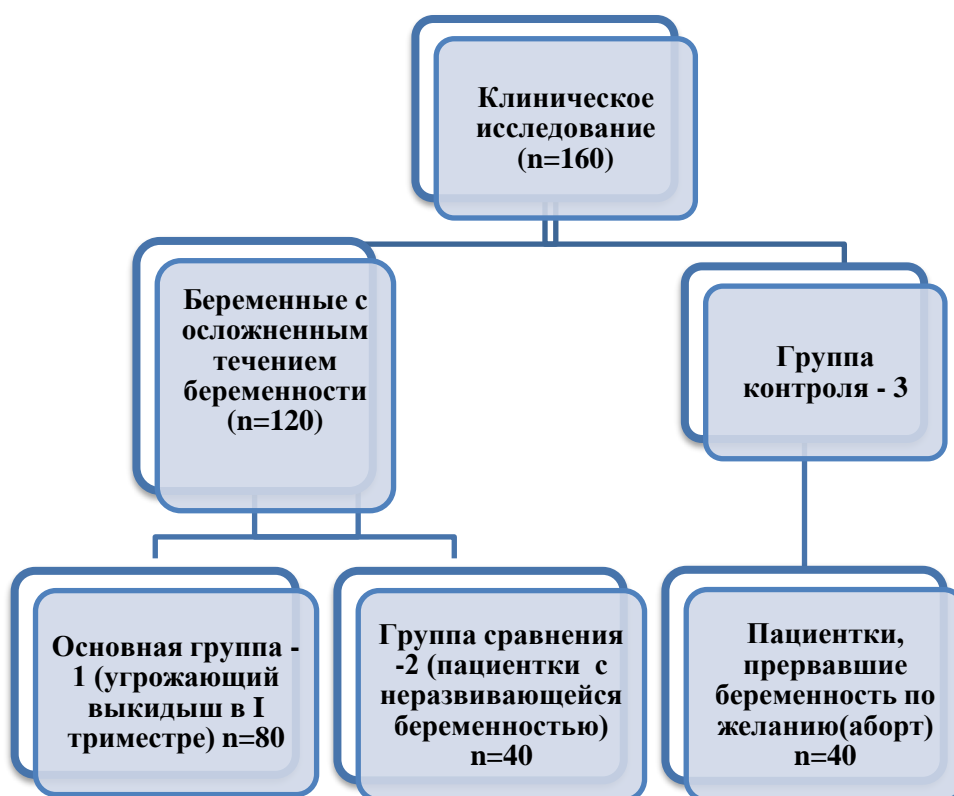 Клиническое
исследование
(n=160)
Беременные с
осложненным
течением
беременности
(n=120)
Группа
контроля - 3
Основная группа -
1 (угрожающий
выкидыш в I
триместре) n=80
Группа сравнения
-2 (пациентки с
неразвивающейся
беременностью)
n=40
Пациентки,
прервавшие
беременность по
желанию(аборт)
n=40